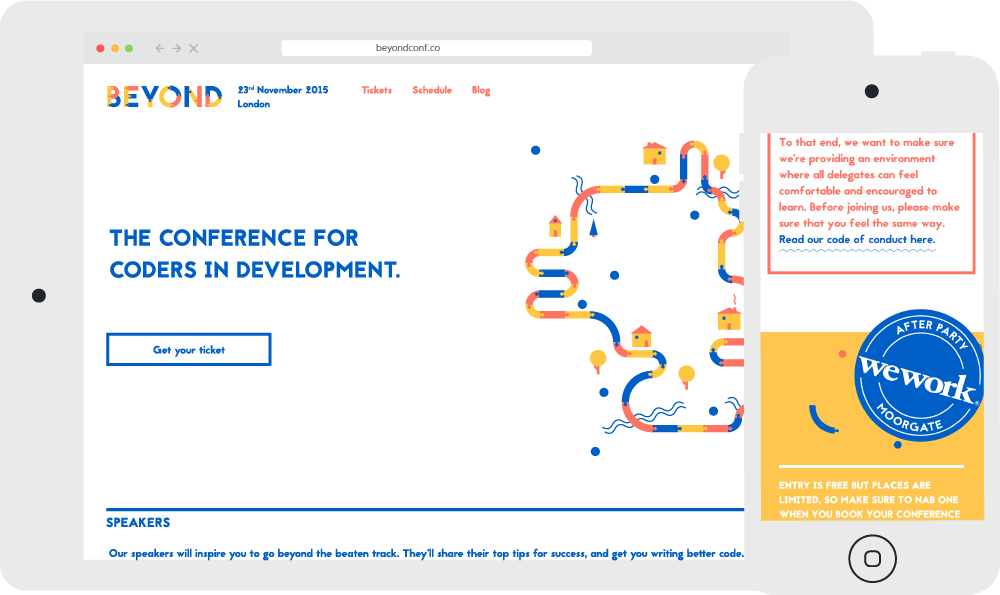 beyondconf.co
BEYOND
23rd November 2015
London
Tickets Schedule Blog
THE CONFERENCE FOR
CODERS IN DEVELOPMENT.
Get your ticket
SPEAKERS
Our speakers will inspire you to go beyond the beaten track. They'll share their top tips for success, and get you writing better code.
To that end, we want to make sure
we're providing an environment
where all delegates can feel
comfortable and encouraged to
learn. Before joining us, please make
sure that you feel the same way.
Read our code of conduct here.
AFTER PARTY
wework®
MOORGATE
ENTRY IS FREE BUT PLACES ARE
LIMITED, SO MAKE SURE TO NAB ONE
WHEN YOU BOOK YOUR CONFERENCE